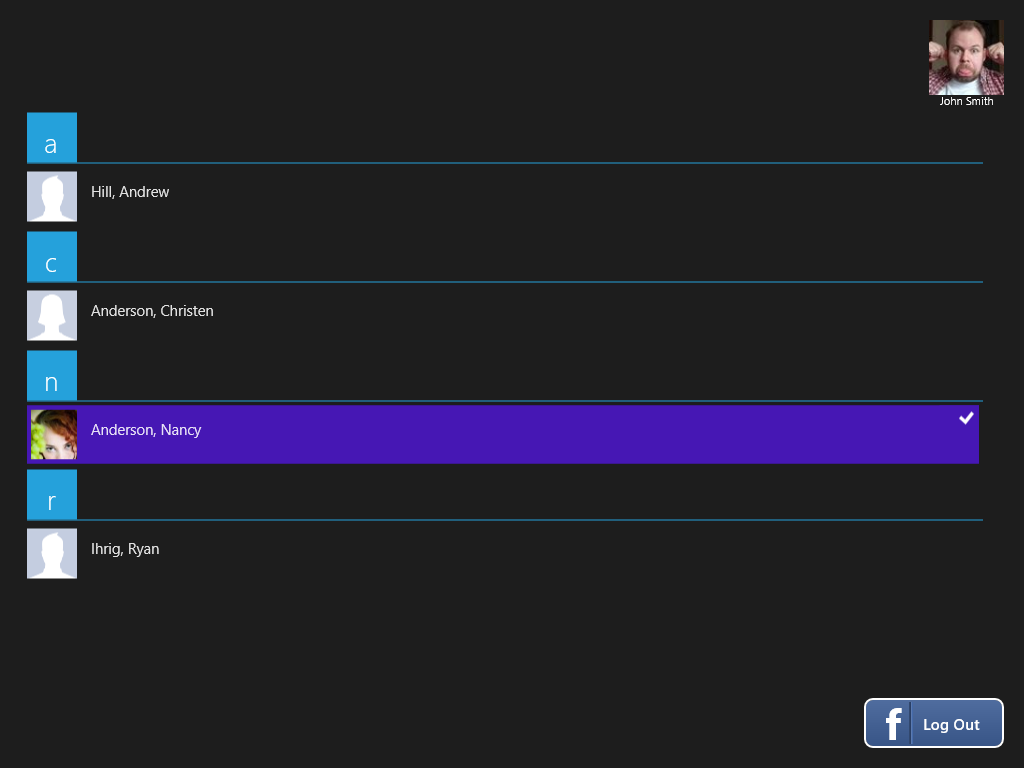 John Smith
a
Hill, Andrew
c
Anderson, Christen
n
Anderson, Nancy
r
Ihrig, Ryan
f Log Out